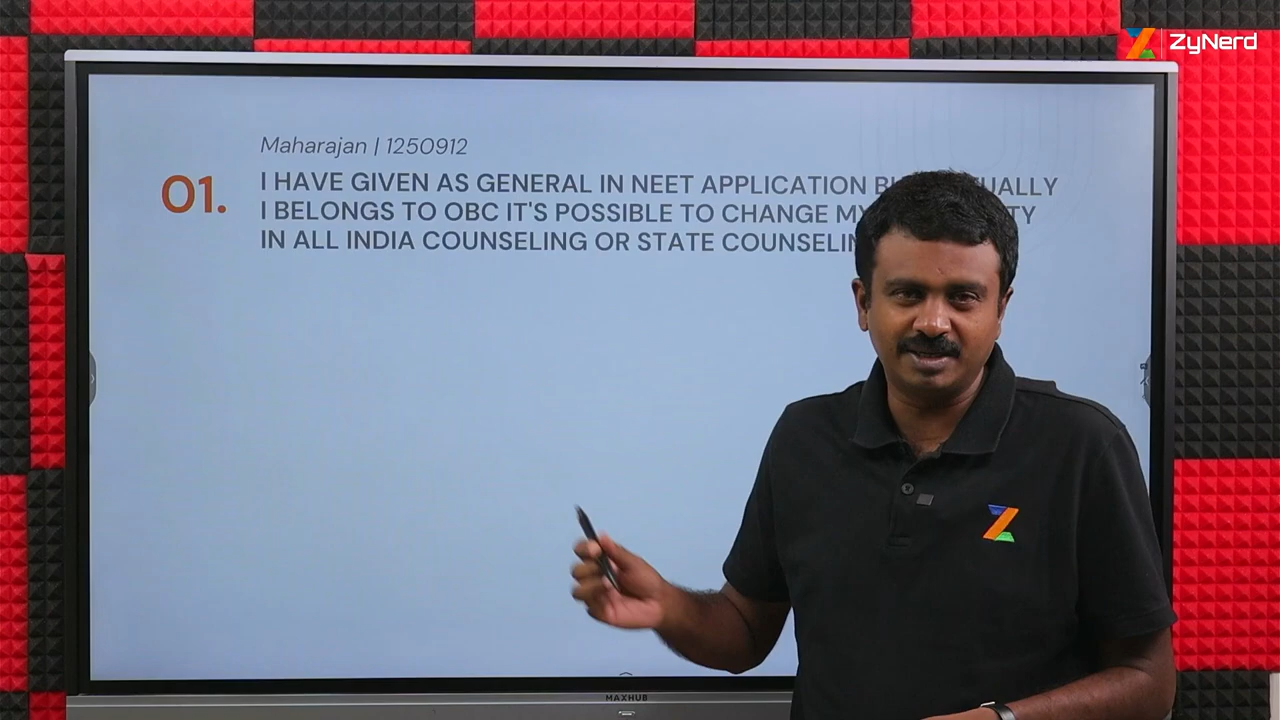 ZyNerd
Maharajan | 1250912
01.
I HAVE GIVEN AS GENERAL IN NEET APPLICATION
I BELONGS TO OBC IT'S POSSIBLE TO CHANGE MY
IN ALL INDIA COUNSELING OR STATE
MAXHUB